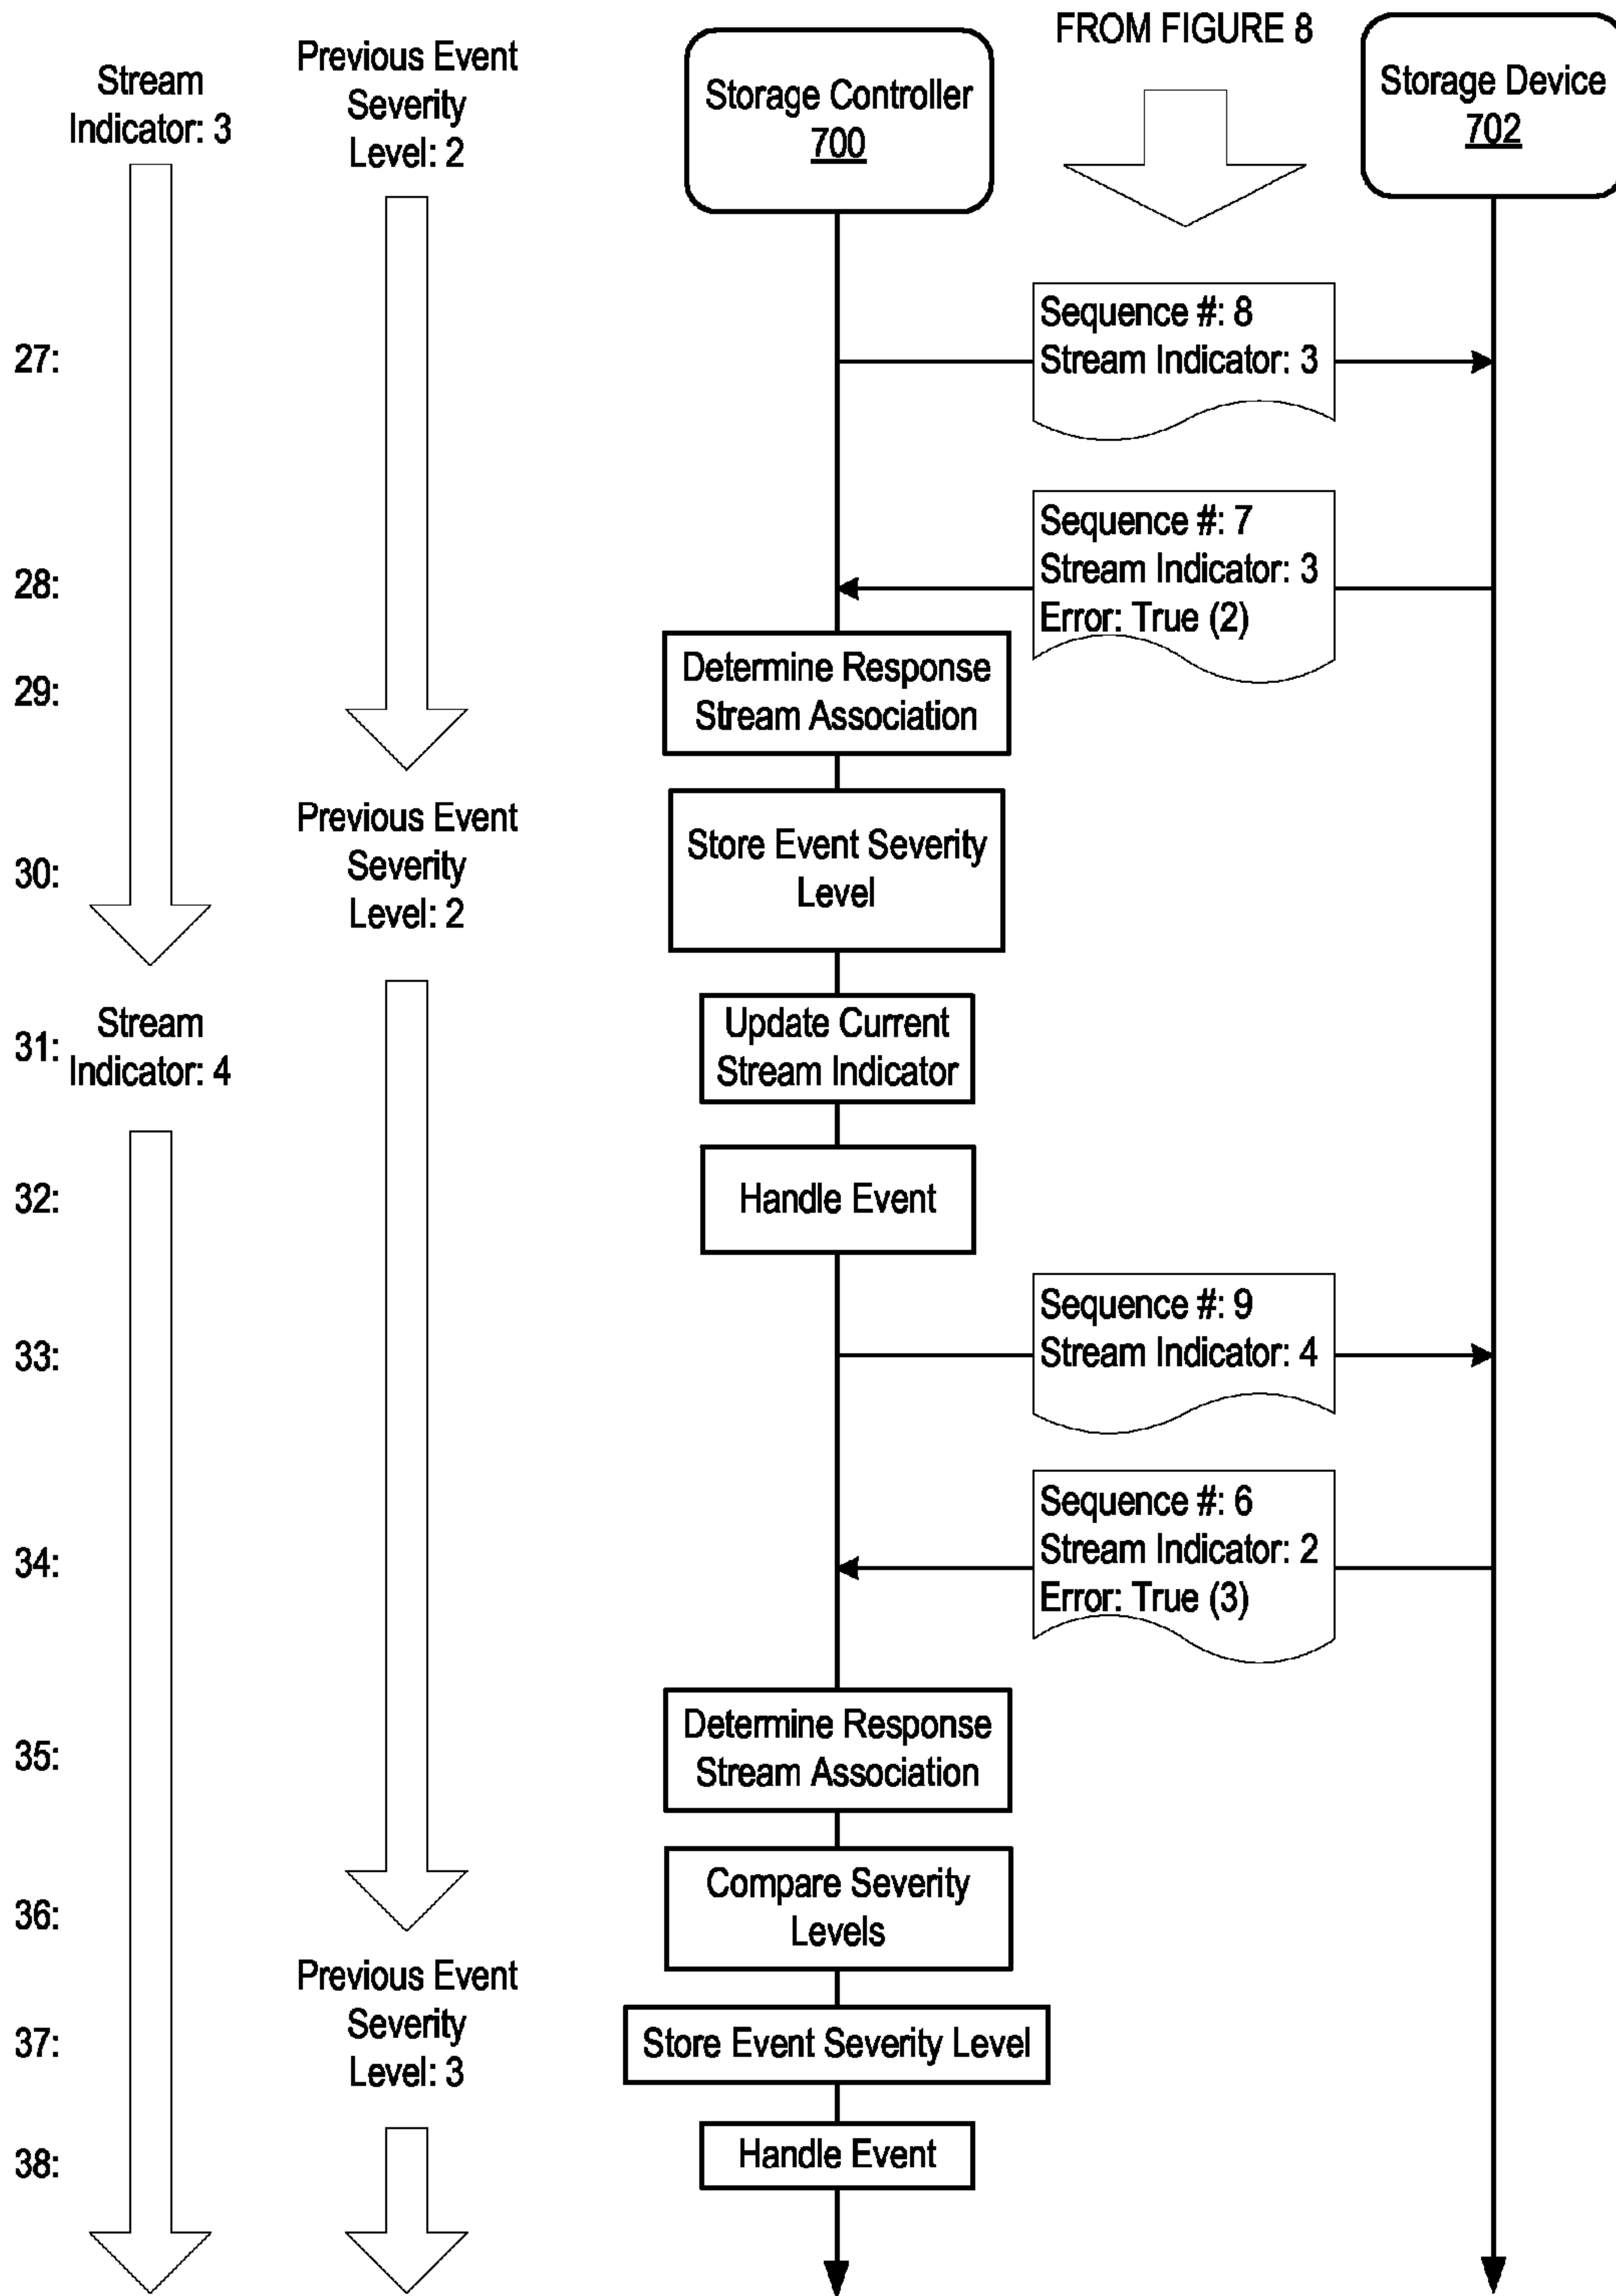 FROM FIGURE 8
Stream
Indicator: 3
Previous Event
Severity
Level: 2
Storage Controller
700
Storage Device
702
27:
Sequence #: 8
Stream Indicator: 3
28:
Sequence #: 7
Stream Indicator: 3
Error: True (2)
29:
Determine Response
Stream Association
30:
Previous Event
Severity
Level: 2
Store Event Severity
Level
31:
Stream
Indicator: 4
Update Current
Stream Indicator
32:
Handle Event
33:
Sequence #: 9
Stream Indicator: 4
34:
Sequence #: 6
Stream Indicator: 2
Error: True (3)
35:
Determine Response
Stream Association
36:
Compare Severity
Levels
37:
Previous Event
Severity
Level: 3
Store Event Severity Level
38:
Handle Event